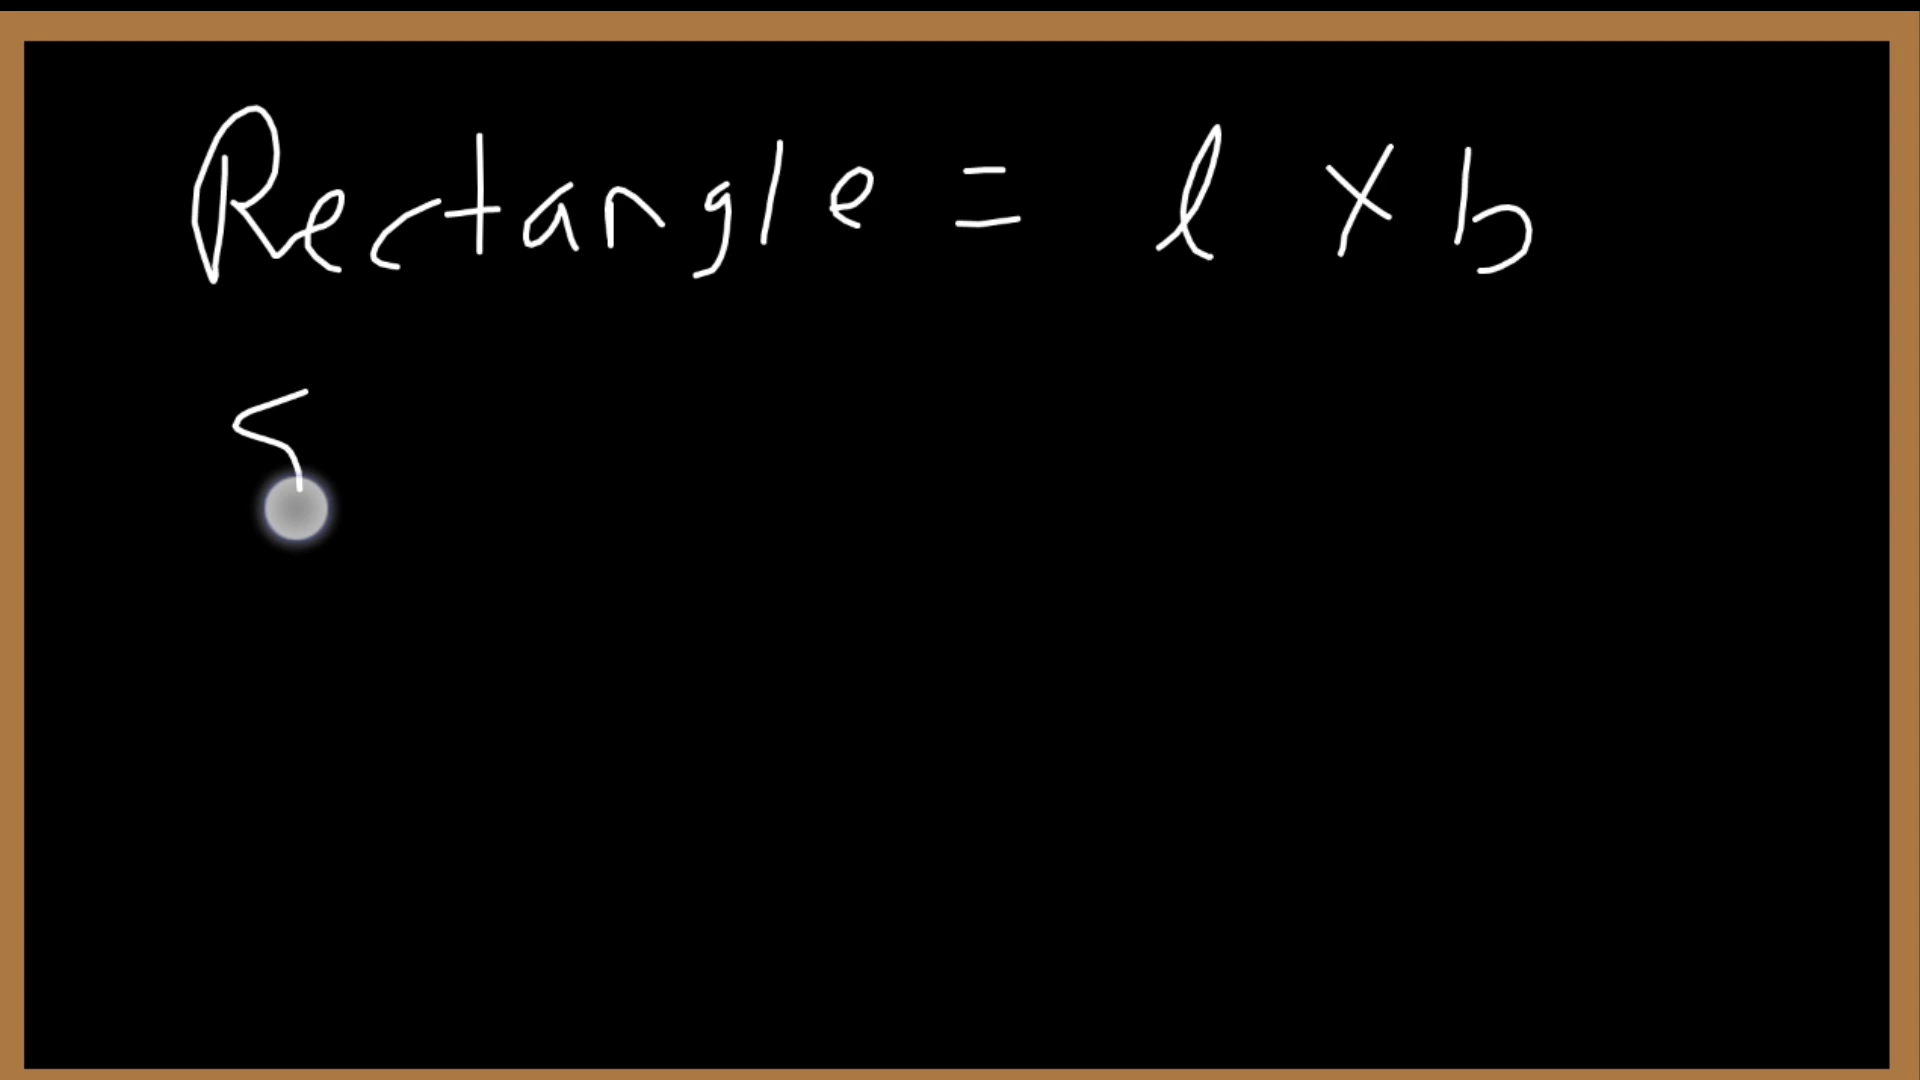 Rectangle = l × b
S